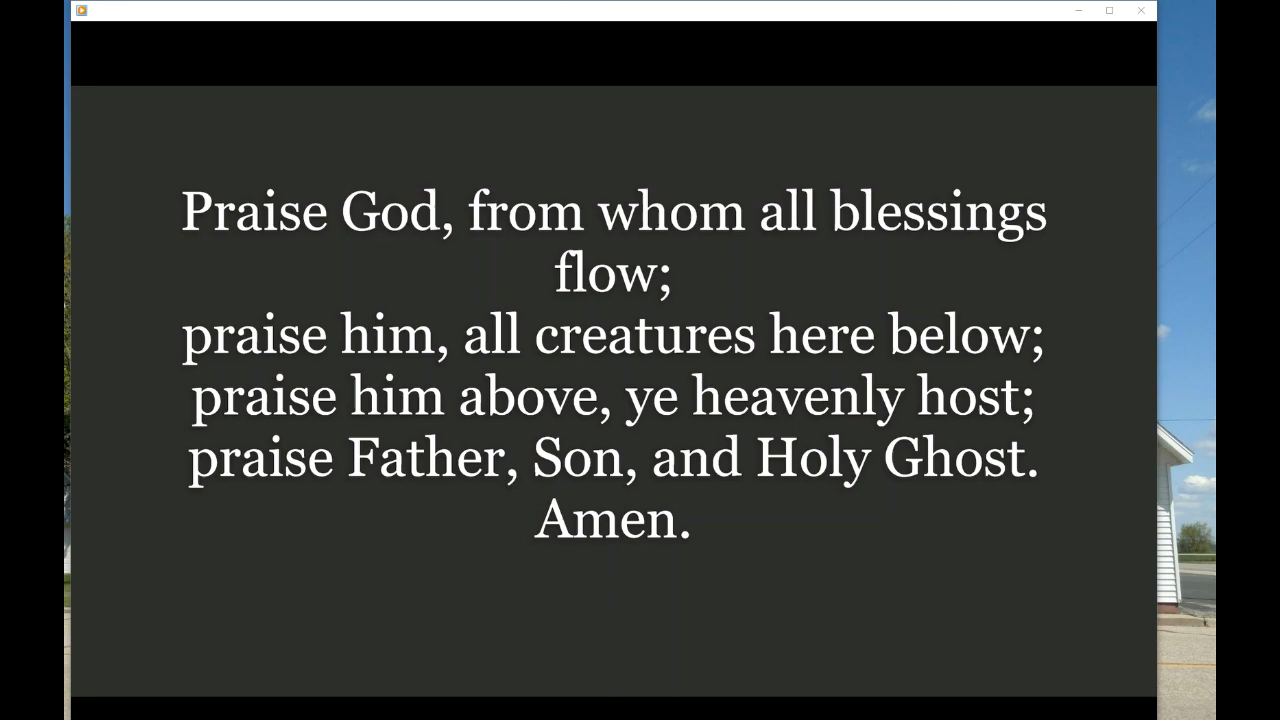 Praise God, from whom all blessings
flow;
praise him, all creatures here below;
praise him above, ye heavenly host;
praise Father, Son, and Holy Ghost.
Amen.